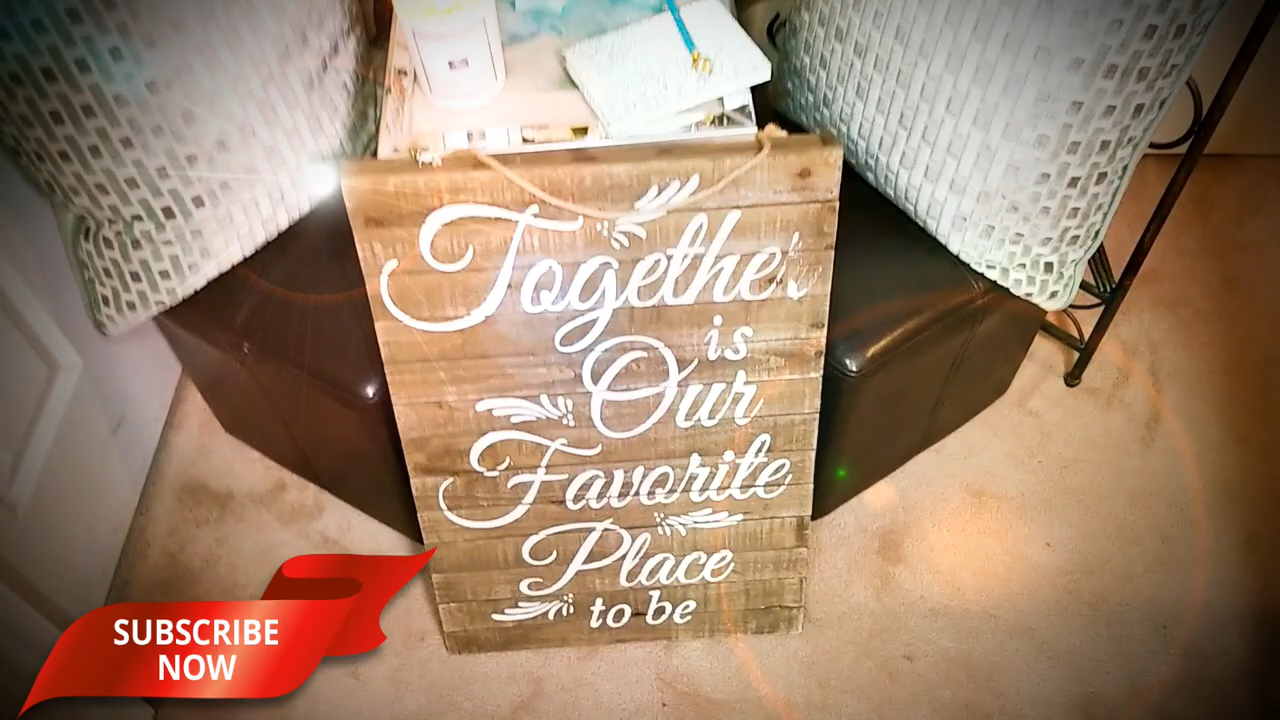 Together
is
Our
Favorite
Place
to be
SUBSCRIBE
NOW